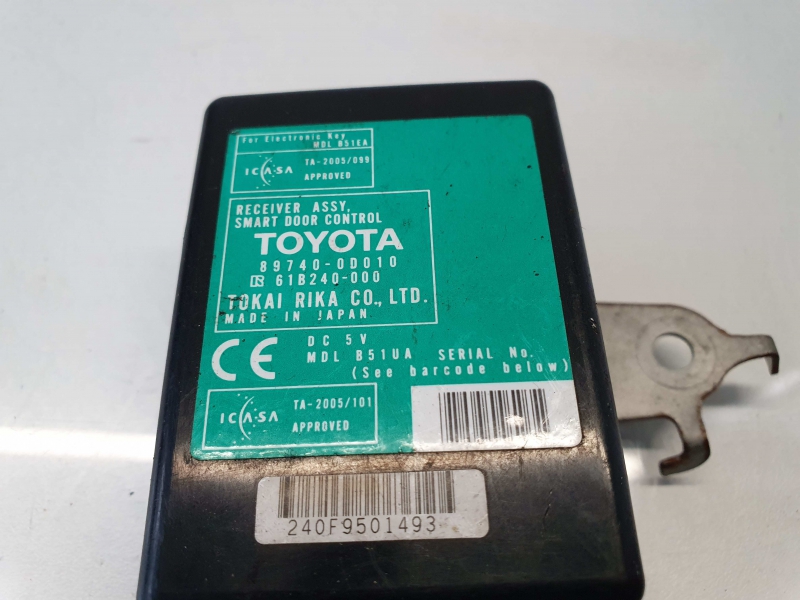 For Electronic Key
MDL B51EA
ICASA
TA-2005/099
APPROVED
RECEIVER ASSY,
SMART DOOR CONTROL
TOYOTA
89740-0D010
R 61B240-000
TOKAI RIKA CO., LTD.
MADE IN JAPAN
CE
DC 5V
MDL B51UA SERIAL No.
(See barcode below)
ICASA
TA-2005/101
APPROVED
240F9501493